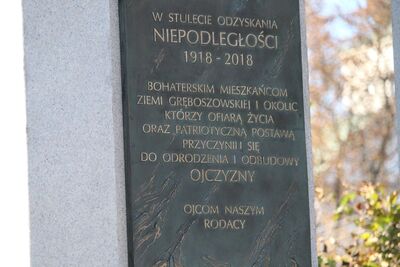 W STULECIE ODZYSKANIA
NIEPODLEGŁOŚCI
1918 - 2018
BOHATERSKIM MIESZKAŃCOM
ZIEMI GRĘBOSZOWSKIEJ I OKOLIC
KTÓRZY OFIARĄ ŻYCIA
ORAZ PATRIOTYCZNĄ POSTAWĄ
PRZYCZYNILI SIĘ
DO ODRODZENIA I ODBUDOWY
OJCZYZNY
OJCOM NASZYM
RODACY